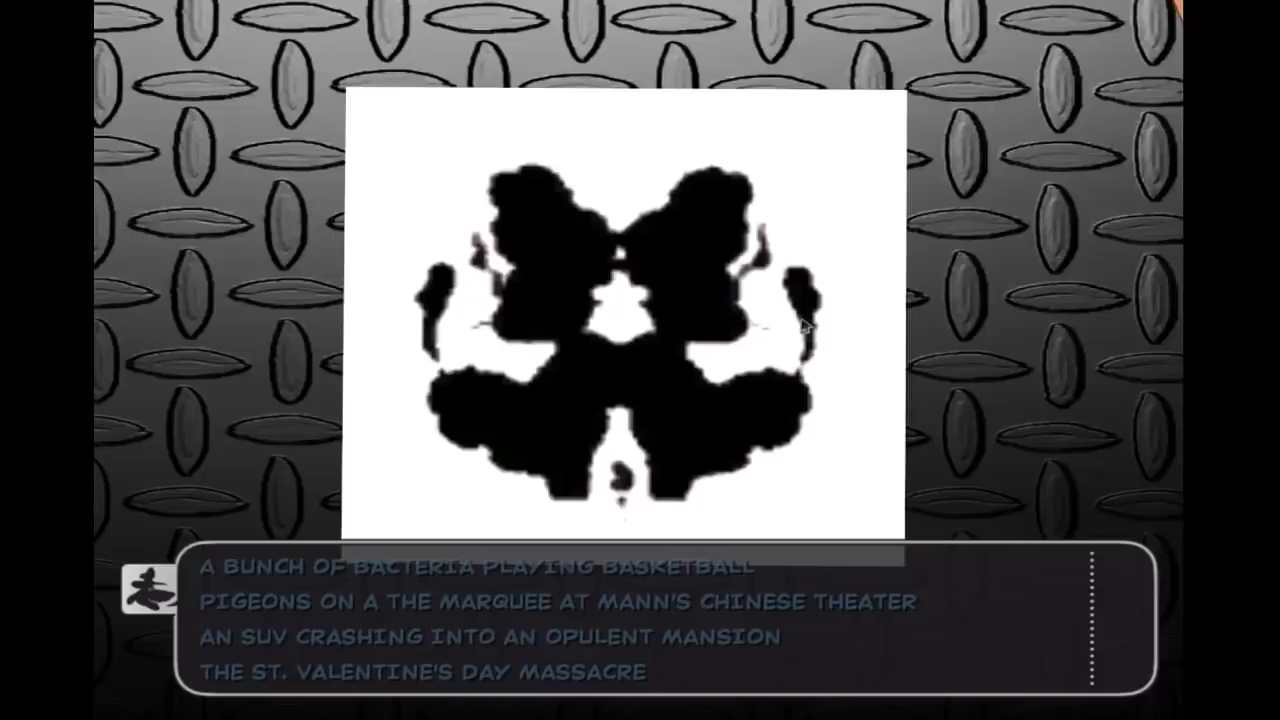 A BUNCH OF BACTERIA PLAYING BASKETBALL
PIGEONS ON A THE MARQUEE AT MANN'S CHINESE THEATER
AN SUV CRASHING INTO AN OPULENT MANSION
THE ST. VALENTINE'S DAY MASSACRE